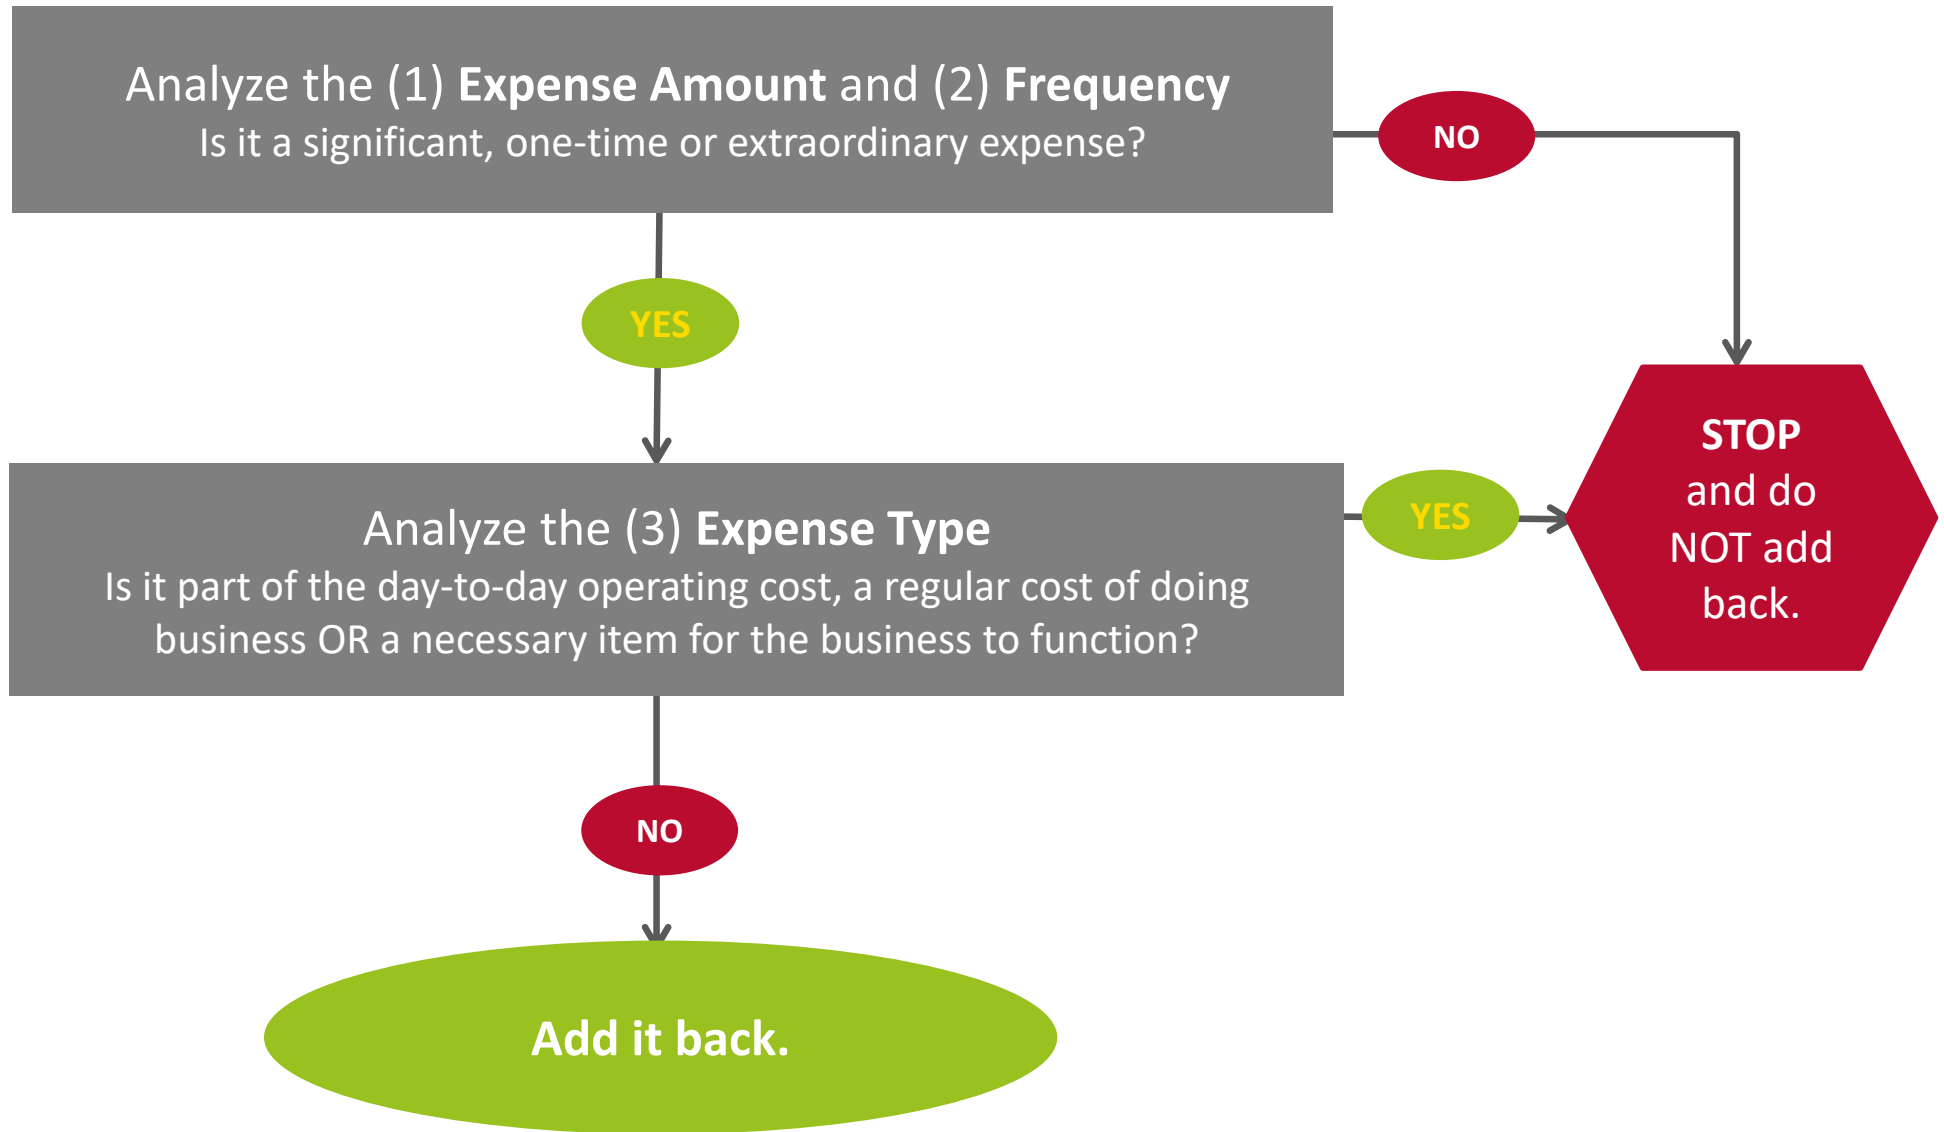 Analyze the (1) Expense Amount and (2) Frequency
Is it a significant, one-time or extraordinary expense?
NO
YES
Analyze the (3) Expense Type
Is it part of the day-to-day operating cost, a regular cost of doing
business OR a necessary item for the business to function?
YES
STOP
and do
NOT add
back.
NO
Add it back.